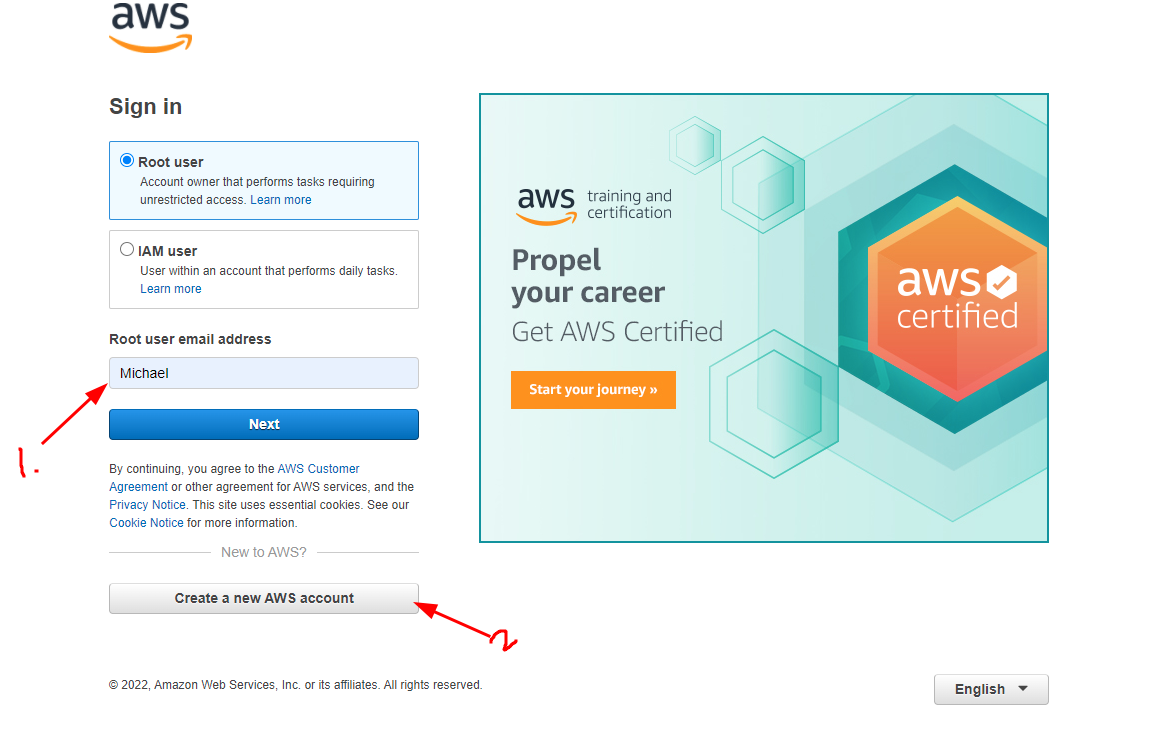 aws
Sign in
Root user
Account owner that performs tasks requiring
unrestricted access. Learn more
IAM user
User within an account that performs daily tasks.
Learn more
Root user email address
Michael
1.
Next
By continuing, you agree to the AWS Customer
Agreement or other agreement for AWS services, and the
Privacy Notice. This site uses essential cookies. See our
Cookie Notice for more information.
New to AWS?
Create a new AWS account
2
aws training and
certification
Propel
your career
Get AWS Certified
Start your journey »
aws
certified
© 2022, Amazon Web Services, Inc. or its affiliates. All rights reserved.
English